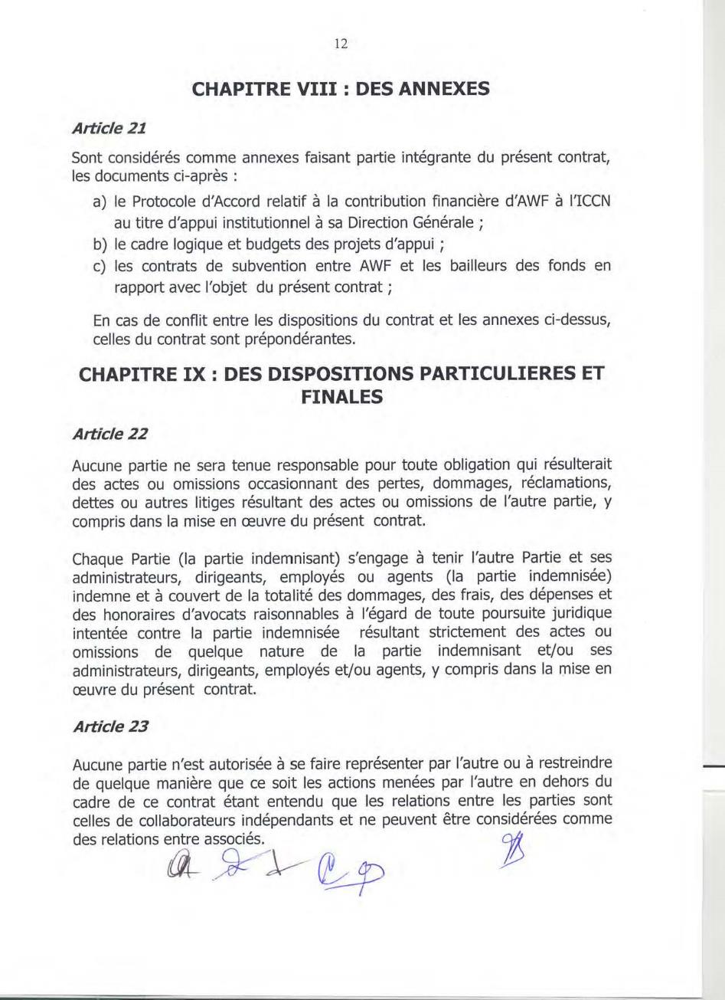 12
CHAPITRE VIII : DES ANNEXES
Article 21
Sont considérés comme annexes faisant partie intégrante du présent contrat,
les documents ci-après :
a) le Protocole d'Accord relatif à la contribution financière d'AWF à l'ICCN
au titre d'appui institutionnel à sa Direction Générale ;
b) le cadre logique et budgets des projets d'appui ;
c) les contrats de subvention entre AWF et les bailleurs des fonds en
rapport avec l'objet du présent contrat ;
En cas de conflit entre les dispositions du contrat et les annexes ci-dessus,
celles du contrat sont prépondérantes.
CHAPITRE IX : DES DISPOSITIONS PARTICULIERES ET
FINALES
Article 22
Aucune partie ne sera tenue responsable pour toute obligation qui résulterait
des actes ou omissions occasionnant des pertes, dommages, réclamations,
dettes ou autres litiges résultant des actes ou omissions de l'autre partie, y
compris dans la mise en œuvre du présent contrat.
Chaque Partie (la partie indemnisant) s'engage à tenir l'autre Partie et ses
administrateurs, dirigeants, employés ou agents (la partie indemnisée)
indemne et à couvert de la totalité des dommages, des frais, des dépenses et
des honoraires d'avocats raisonnables à l'égard de toute poursuite juridique
intentée contre la partie indemnisée résultant strictement des actes ou
omissions de quelque nature de la partie indemnisant et/ou ses
administrateurs, dirigeants, employés et/ou agents, y compris dans la mise en
œuvre du présent contrat.
Article 23
Aucune partie n'est autorisée à se faire représenter par l'autre ou à restreindre
de quelque manière que ce soit les actions menées par l'autre en dehors du
cadre de ce contrat étant entendu que les relations entre les parties sont
celles de collaborateurs indépendants et ne peuvent être considérées comme
des relations entre associés.